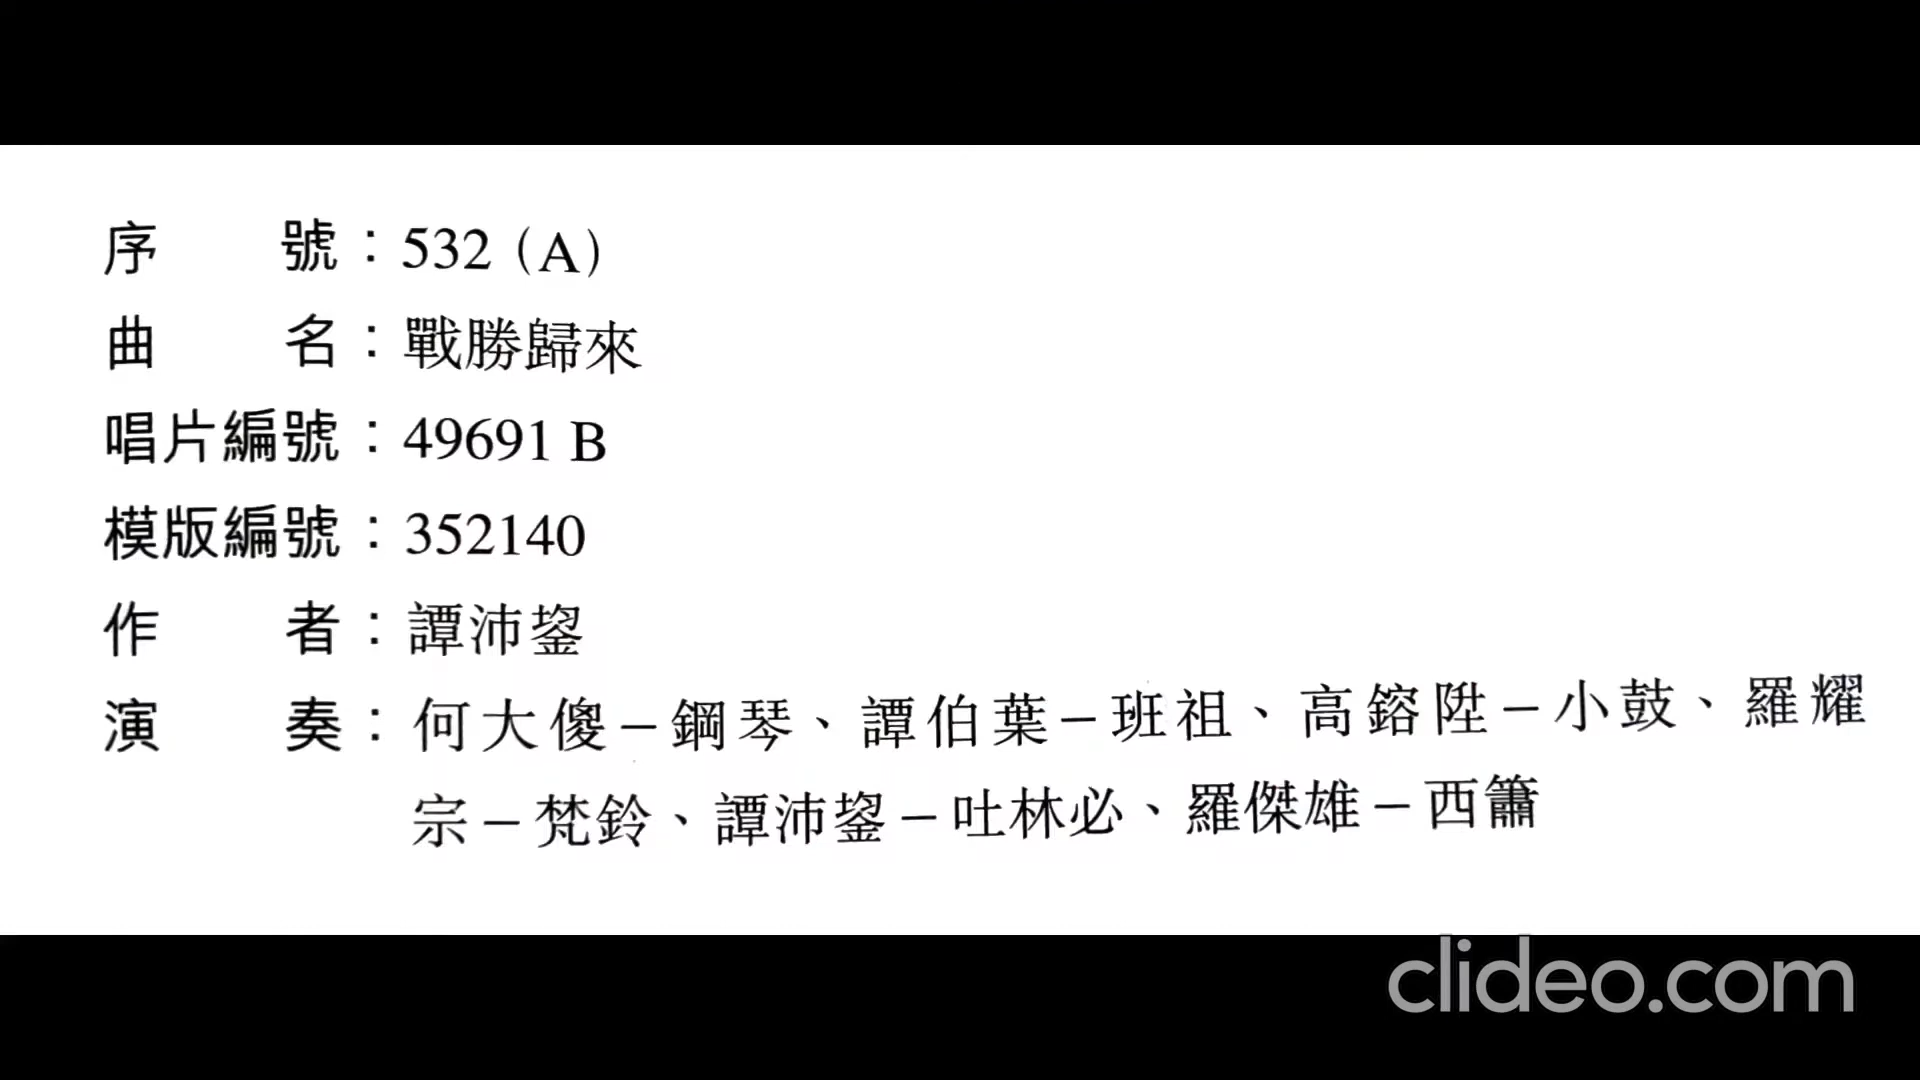 序　　號：532（A）
曲　　名：戰勝歸來
唱片編號：49691 B
模版編號：352140
作　　者：譚沛鋆
演　　奏：何大傻－鋼琴、譚伯葉－班祖、高鎔陞－小鼓、羅耀
宗－梵鈴、譚沛鋆－吐林必、羅傑雄－西簫
clideo.com